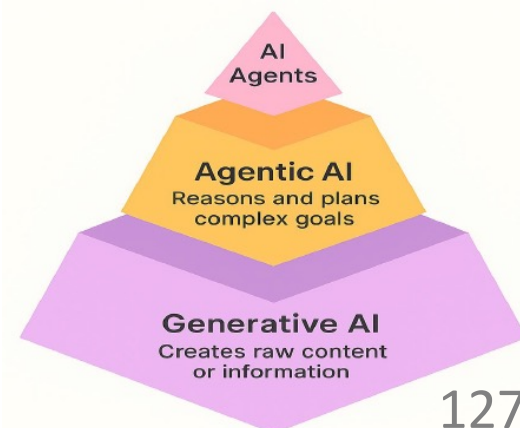 AI
Agents
Agentic AI
Reasons and plans
complex goals
Generative AI
Creates raw content
or information
127